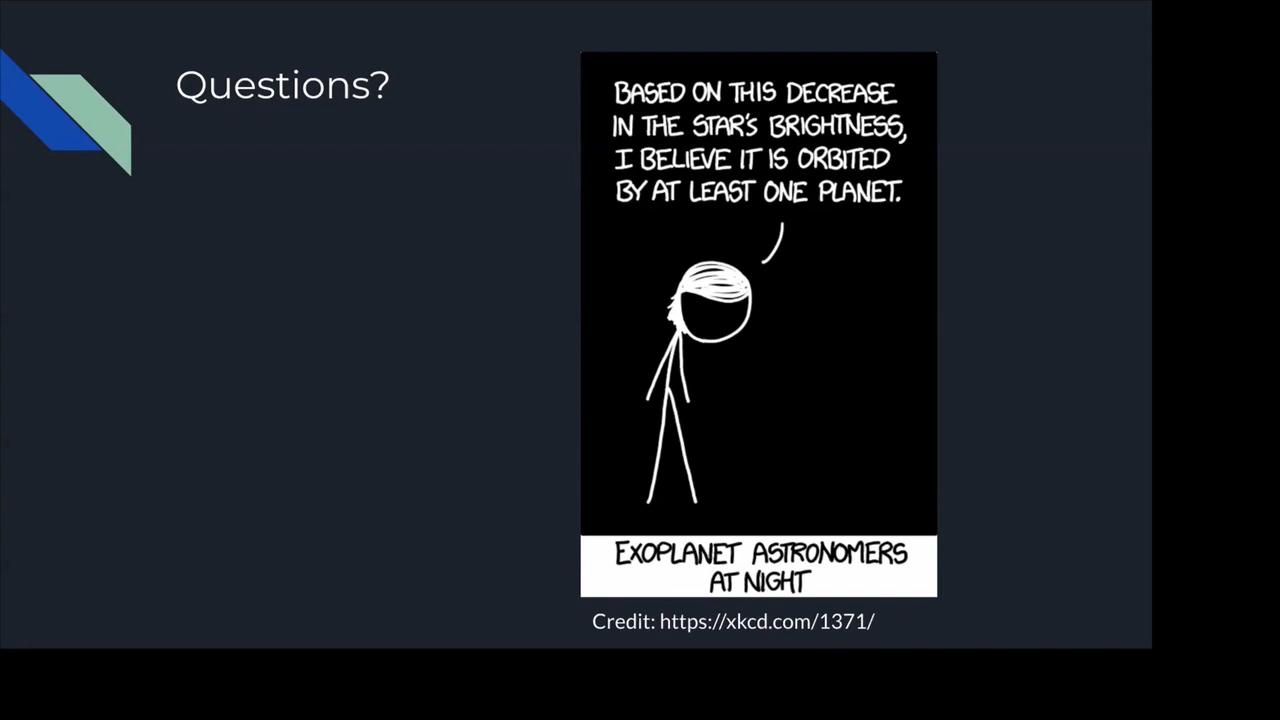 Questions?
BASED ON THIS DECREASE
IN THE STAR'S BRIGHTNESS,
I BELIEVE IT IS ORBITED
BY AT LEAST ONE PLANET.
EXOPLANET ASTRONOMERS
AT NIGHT
Credit: https://xkcd.com/1371/